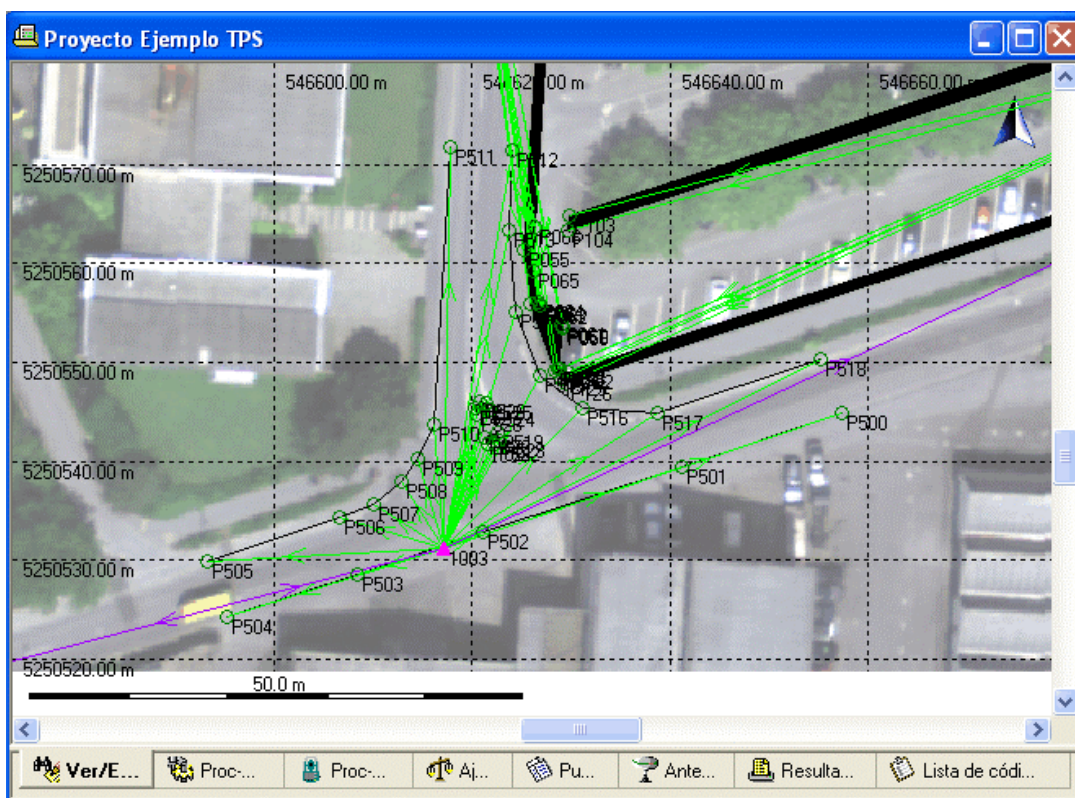 Proyecto Ejemplo TPS
546600.00 m
546640.00 m
546660.00 m
P511
P512
5250570.00 m
P103
P104
P055
5250560.00 m
P065
5250550.00 m
P518
P516
P517
P500
P510
5250540.00 m
P509
P501
P508
P507
P506
P502
1003
5250530.00 m
P505
P503
P504
5250520.00 m
50.0 m
Ver/E...
Proc-...
Proc-...
Aj...
Pu...
Ante...
Resulta...
Lista de códi...